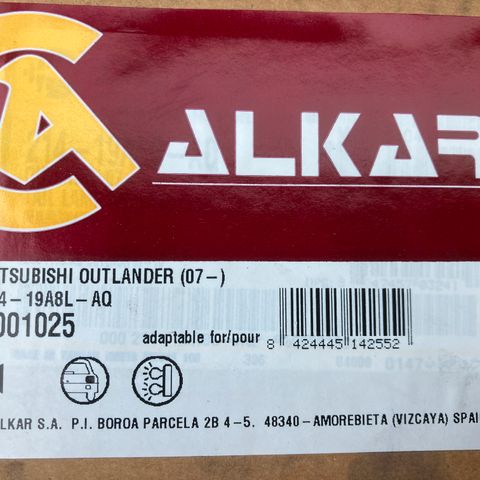 ALKAR
TSUBISHI OUTLANDER (07-)
4-19A8L-AQ
001025
adaptable for/pour
8 424445 142552
LKAR S.A. P.I. BOROA PARCELA 2B 4-5. 48340-AMOREBIETA (VIZCAYA) SPAI